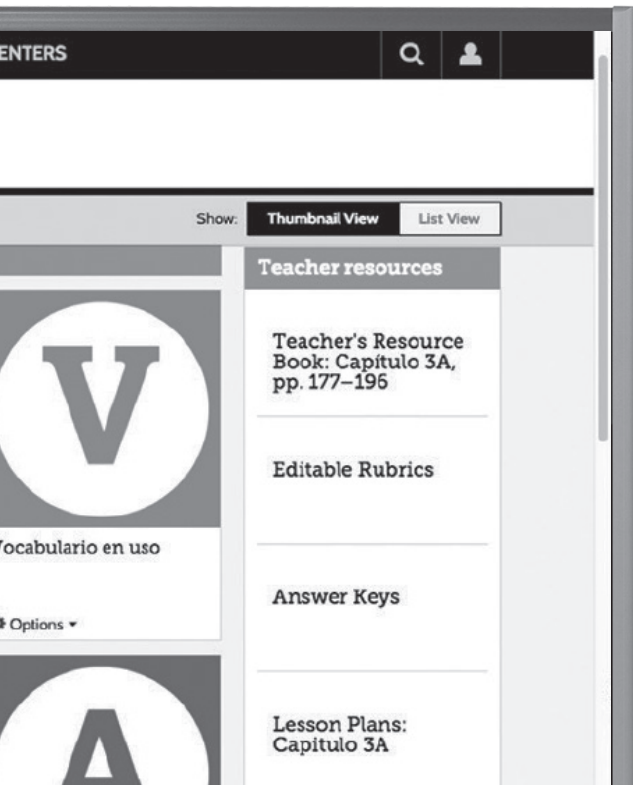 ENTERS
Show: Thumbnail View List View
Teacher resources
Teacher's Resource
Book: Capítulo 3A,
pp. 177–196
V
Editable Rubrics
Vocabulario en uso
Answer Keys
Options
A
Lesson Plans:
Capítulo 3A